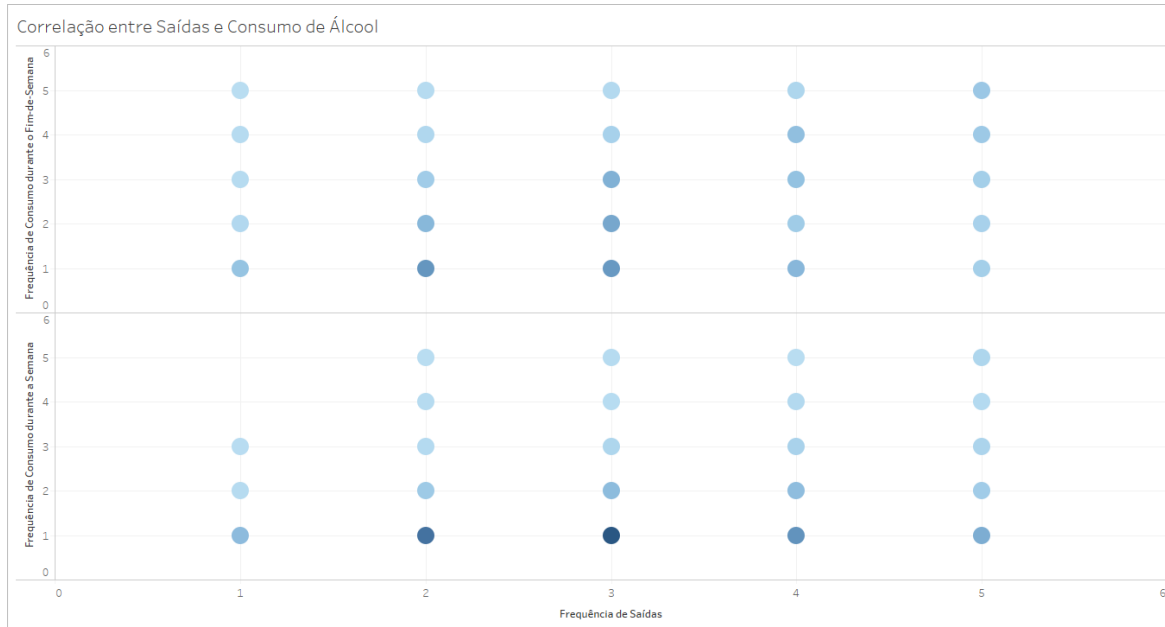 Correlação entre Saídas e Consumo de Álcool
Frequência de Consumo durante o Fim-de-Semana
6
5
4
3
2
1
0
Frequência de Consumo durante a Semana
6
5
4
3
2
1
0
0 1 2 3 4 5 6
Frequência de Saídas